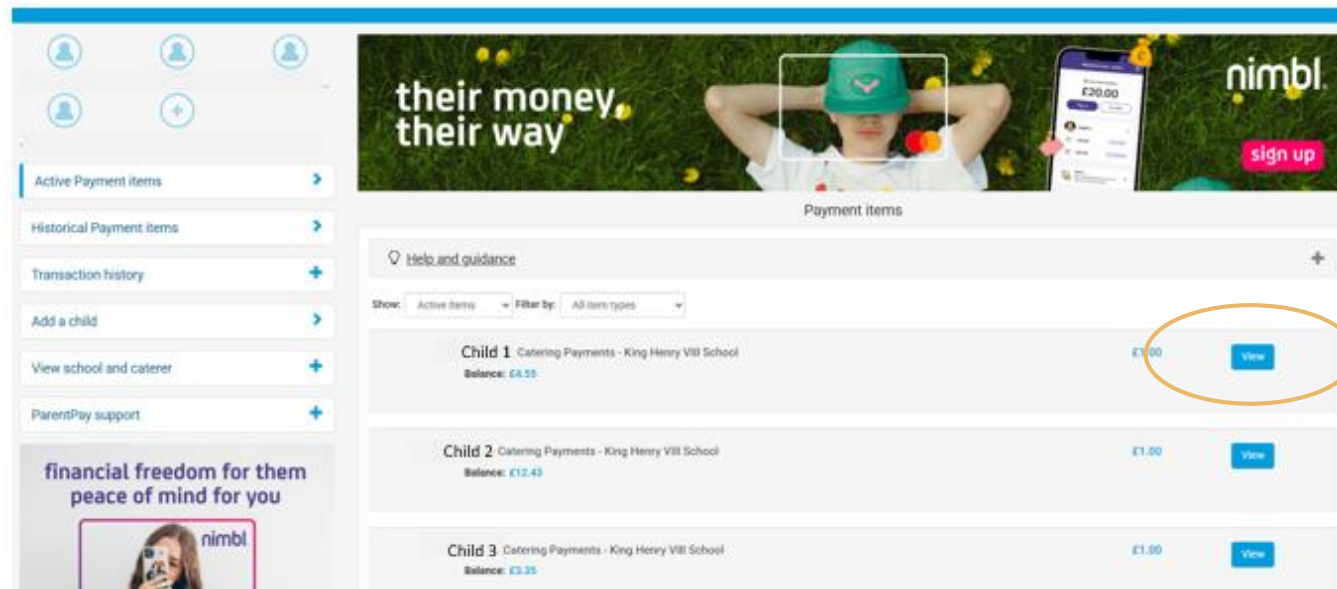 their money,
their way
£20.00
nimbl.
sign up
Active Payment items
Historical Payment items
Transaction history
Add a child
View school and caterer
ParentPay support
financial freedom for them
peace of mind for you
nimbl
Payment items
Help and guidance
Show: Active items Filter by: All item types
Child 1 Catering Payments - King Henry VIII School
£1.00 View
Balance: £4.55
Child 2 Catering Payments - King Henry VIII School
£1.00 View
Balance: £12.43
Child 3 Catering Payments - King Henry VIII School
£1.00 View
Balance: £3.35